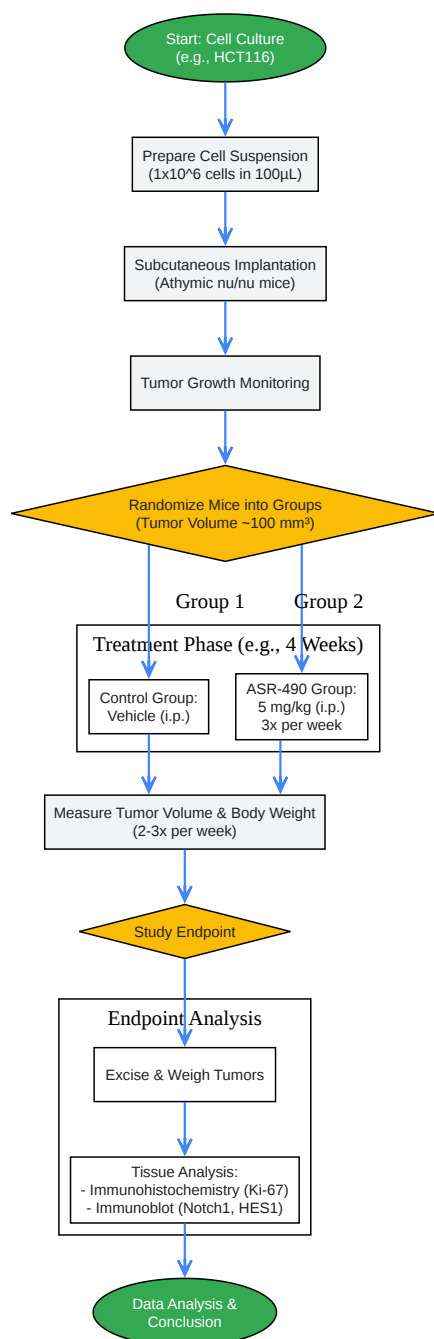 Start: Cell Culture
(e.g., HCT116)
Prepare Cell Suspension
(1x10^6 cells in 100µL)
Subcutaneous Implantation
(Athymic nu/nu mice)
Tumor Growth Monitoring
Randomize Mice into Groups
(Tumor Volume ~100 mm³)
Group 1
Group 2
Treatment Phase (e.g., 4 Weeks)
Control Group:
Vehicle (i.p.)
ASR-490 Group:
5 mg/kg (i.p.)
3x per week
Measure Tumor Volume & Body Weight
(2-3x per week)
Study Endpoint
Endpoint Analysis
Excise & Weigh Tumors
Tissue Analysis:
- Immunohistochemistry (Ki-67)
- Immunoblot (Notch1, HES1)
Data Analysis &
Conclusion